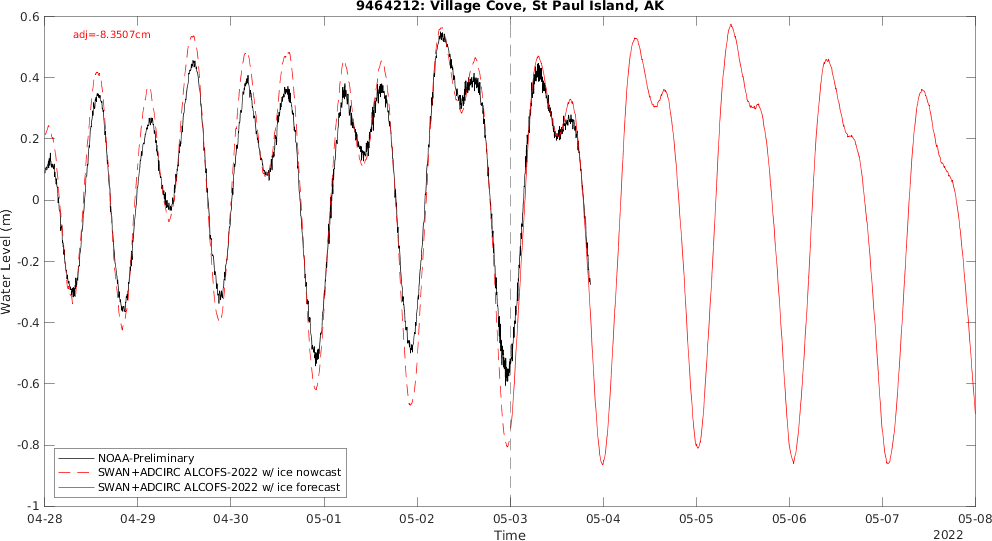 9464212: Village Cove, St Paul Island, AK
adj=-8.3507cm
0.6
0.4
0.2
0
-0.2
-0.4
-0.6
-0.8
-1
Water Level (m)
NOAA-Preliminary
SWAN+ADCIRC ALCOFS-2022 w/ ice nowcast
SWAN+ADCIRC ALCOFS-2022 w/ ice forecast
04-28 04-29 04-30 05-01 05-02 05-03 05-04 05-05 05-06 05-07 05-08
Time
2022